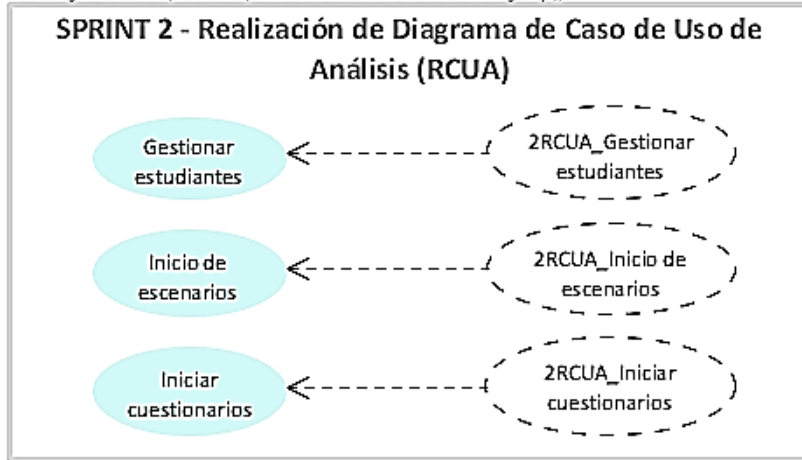 SPRINT 2 - Realización de Diagrama de Caso de Uso de
Análisis (RCUA)
Gestionar
estudiantes
2RCUA_Gestionar
estudiantes
Inicio de
escenarios
2RCUA_Inicio de
escenarios
Iniciar
cuestionarios
2RCUA_Iniciar
cuestionarios